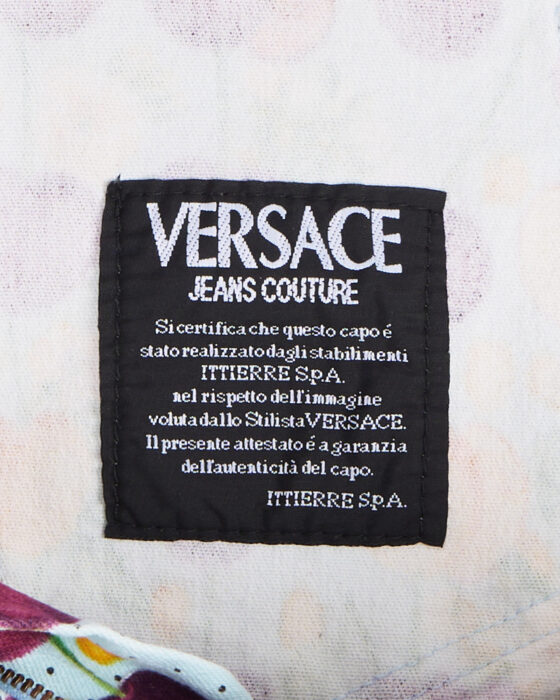 VERSACE
JEANS COUTURE
Si certifica che questo capo é
stato realizzato dagli stabilimenti
ITTIERRE S.p.A.
nel rispetto dell'immagine
voluta dallo Stilista VERSACE.
Il presente attestato é a garanzia
dell'autenticità del capo.
ITTIERRE S.p.A.